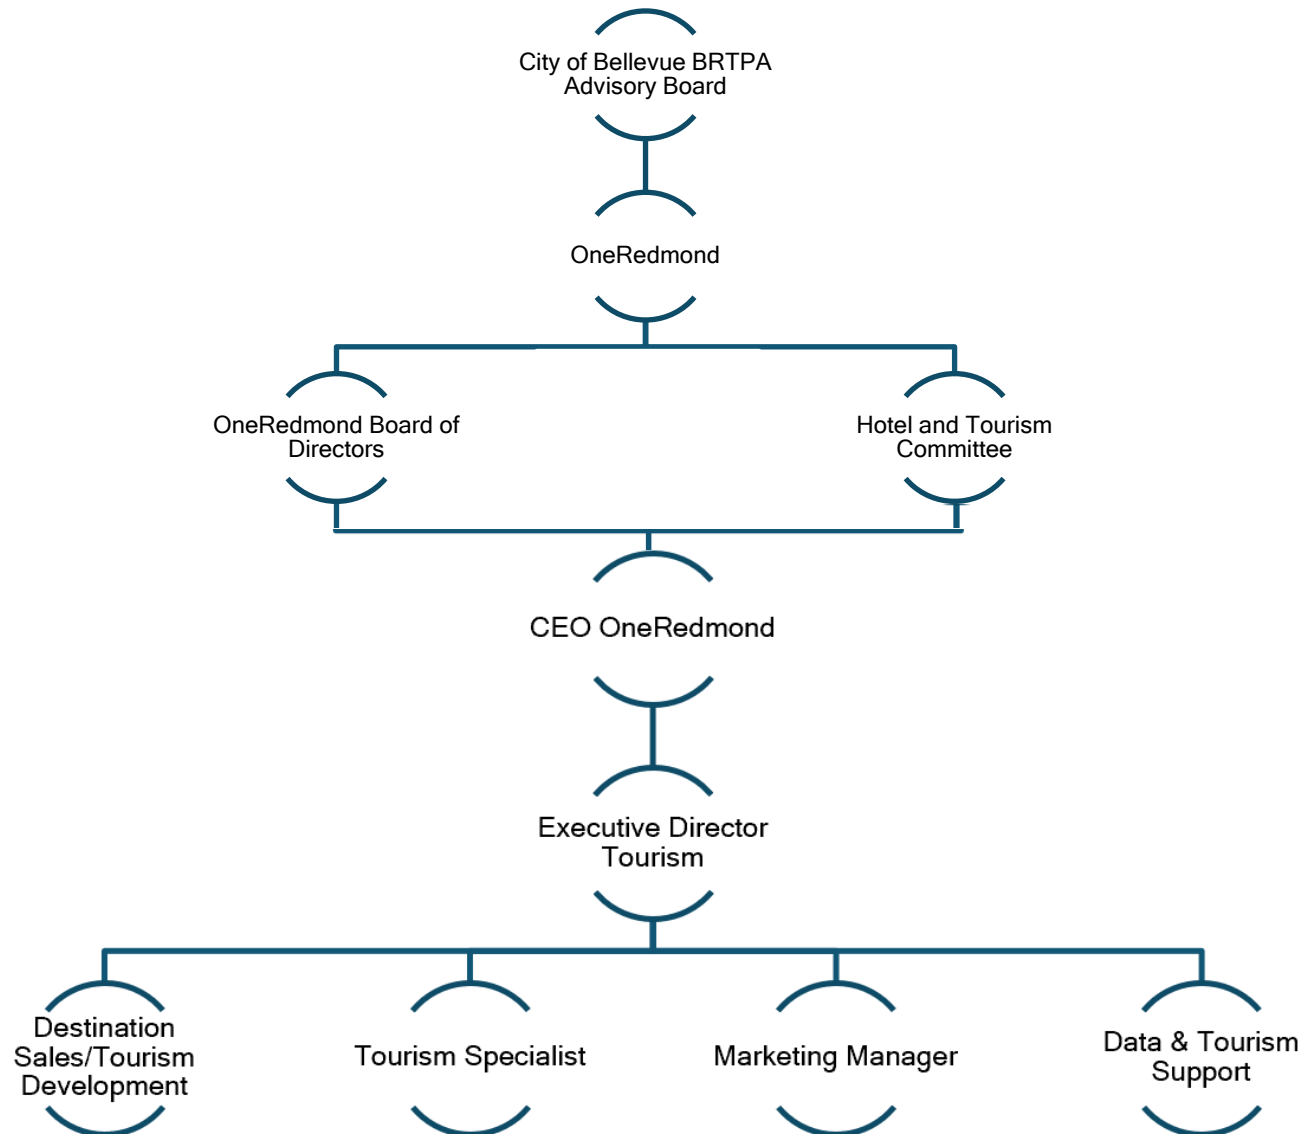 City of Bellevue BRTPA
Advisory Board
OneRedmond
OneRedmond Board of
Directors
Hotel and Tourism
Committee
CEO OneRedmond
Executive Director
Tourism
Destination
Sales/Tourism
Development
Tourism Specialist
Marketing Manager
Data & Tourism
Support